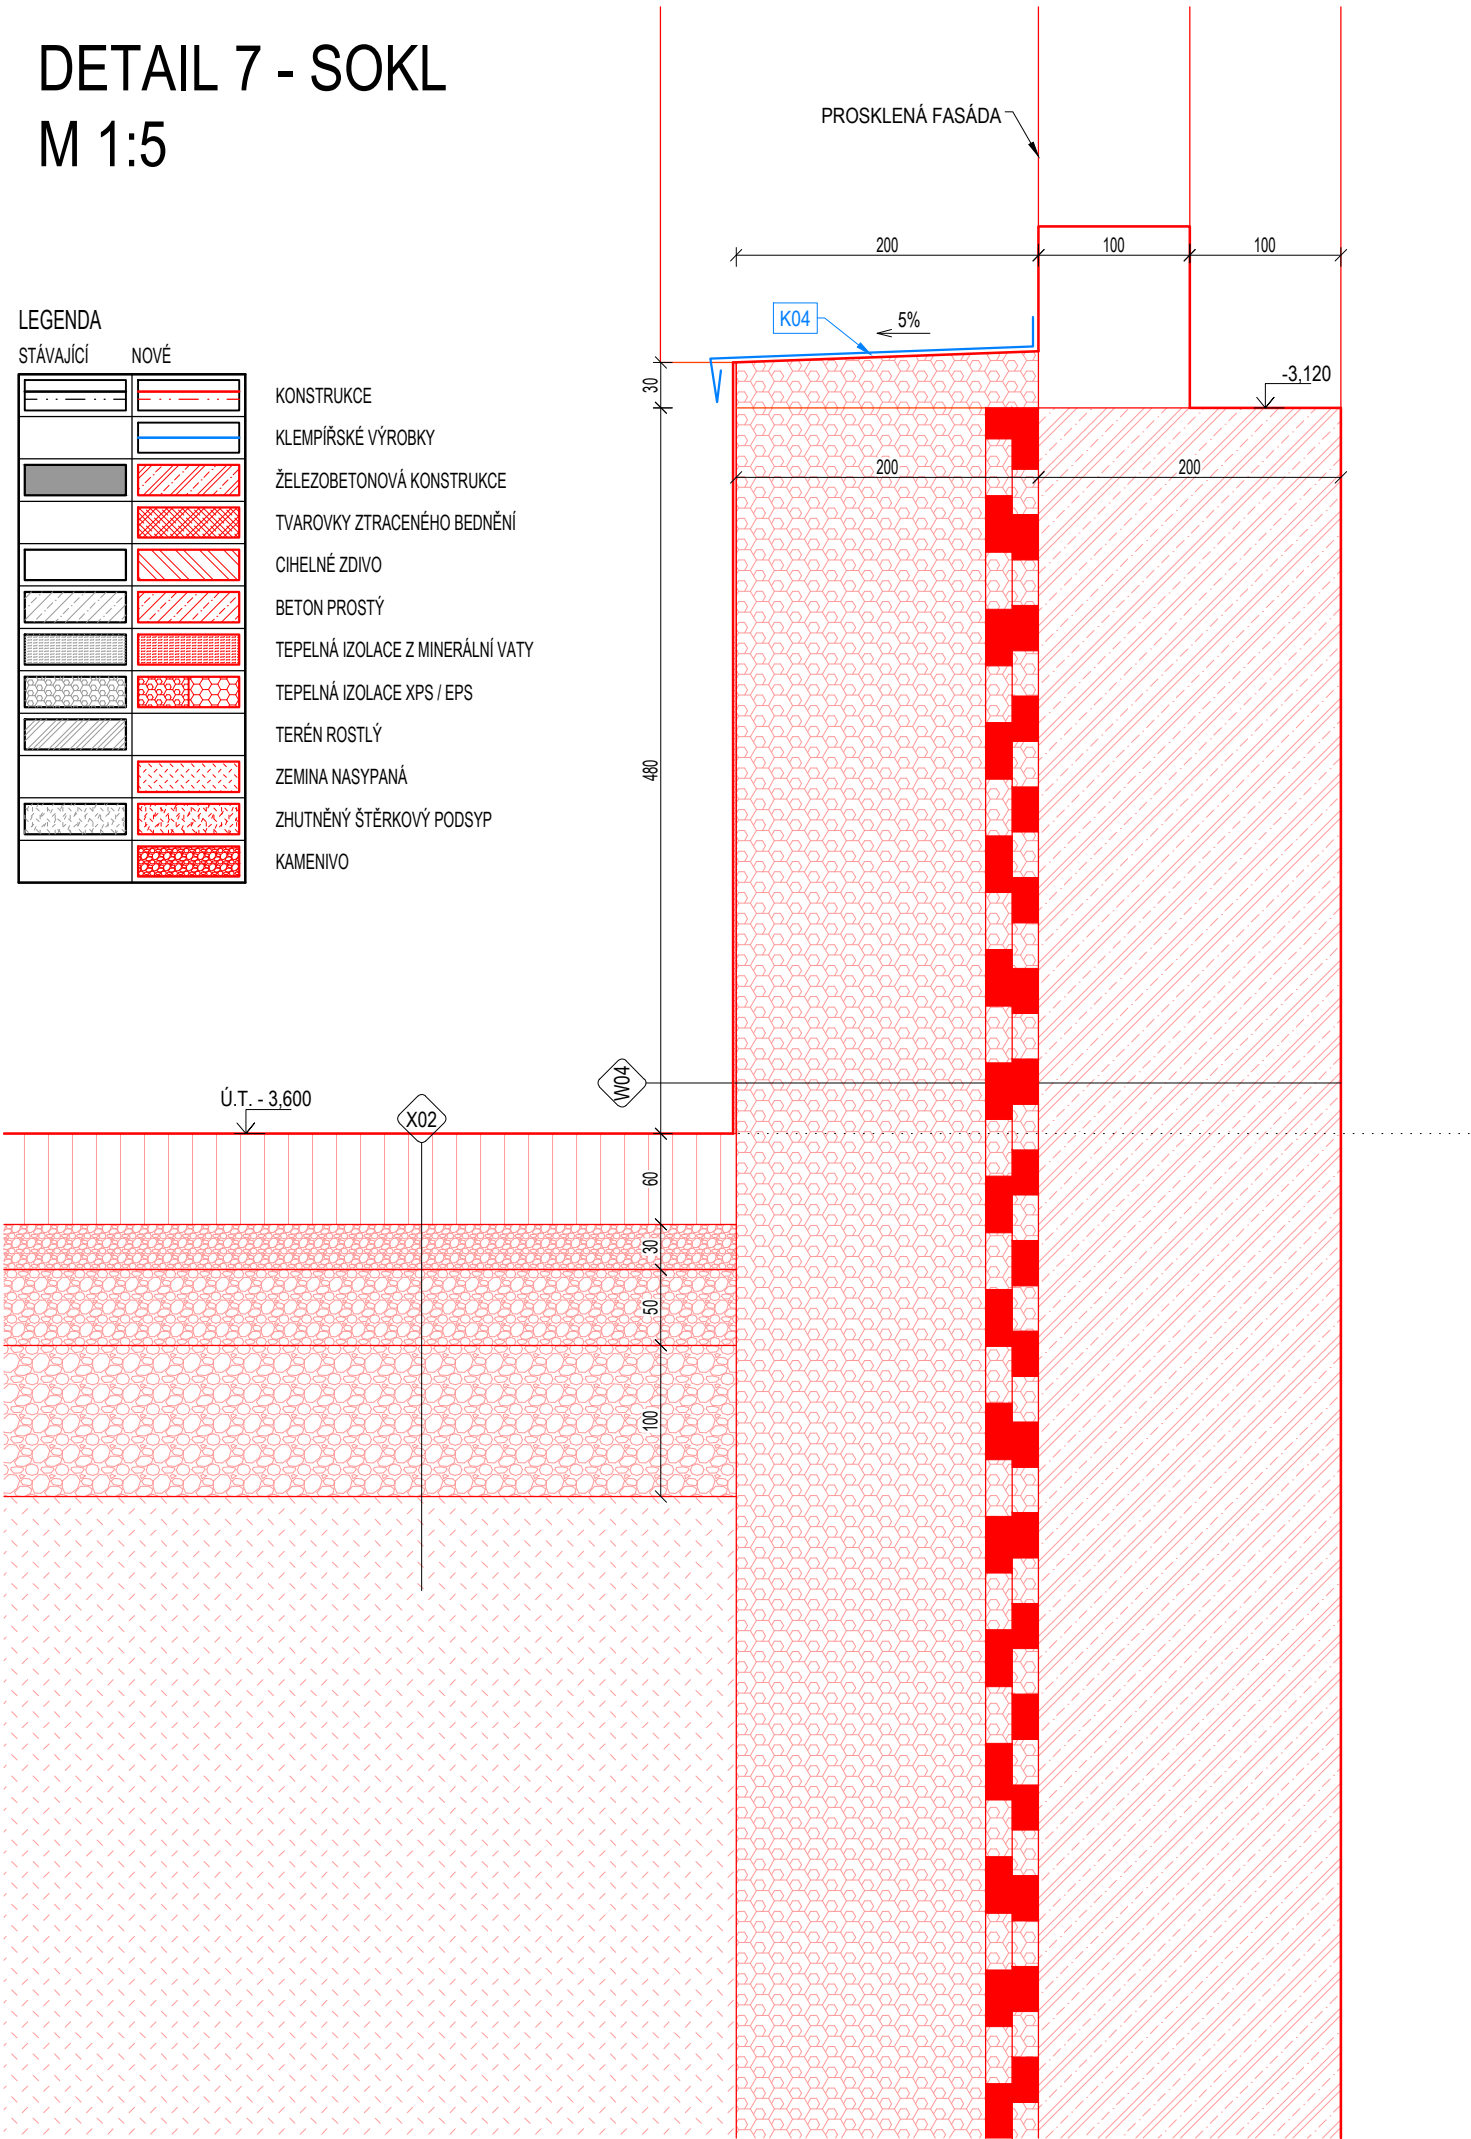 DETAIL 7 - SOKL
M 1:5
PROSKLENÁ FASÁDA
200
100
100
K04
5%
30
-3,120
LEGENDA
STÁVAJÍCÍ NOVÉ
KONSTRUKCE
KLEMPÍŘSKÉ VÝROBKY
ŽELEZOBETONOVÁ KONSTRUKCE
TVAROVKY ZTRACENÉHO BEDNĚNÍ
CIHELNÉ ZDIVO
BETON PROSTÝ
TEPELNÁ IZOLACE Z MINERÁLNÍ VATY
TEPELNÁ IZOLACE XPS / EPS
TERÉN ROSTLÝ
ZEMINA NASYPANÁ
ZHUTNĚNÝ ŠTĚRKOVÝ PODSYP
KAMENIVO
200
200
480
W04
Ú.T. - 3,600
X02
60
30
50
100